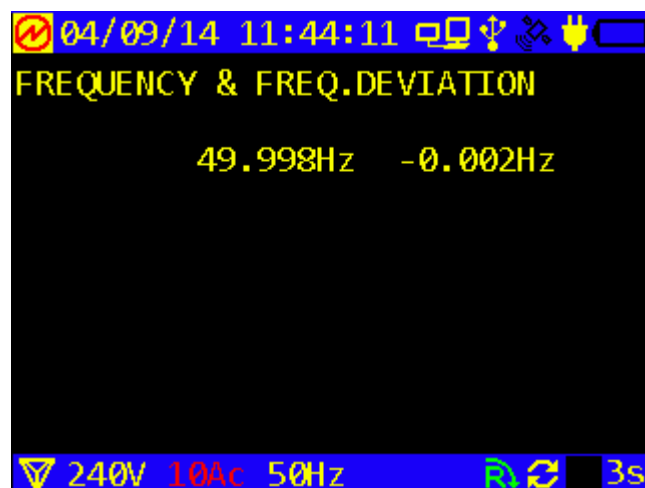 04/09/14 11:44:11
FREQUENCY & FREQ.DEVIATION
49.998Hz -0.002Hz
240V 10Ac 50Hz R 3s